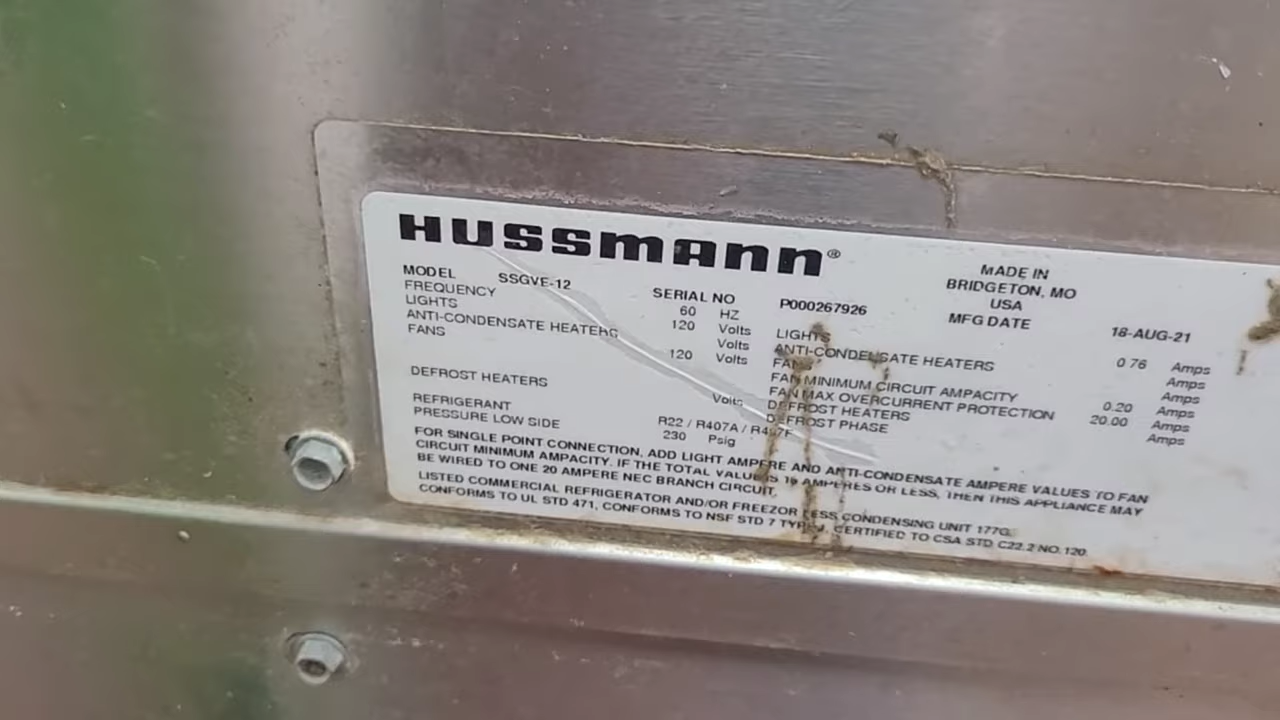 HUSSMANN®
MADE IN
BRIDGETON, MO
USA
MODEL SSGVE-12 SERIAL NO P000267926 MFG DATE 18-AUG-21
FREQUENCY 60 HZ
LIGHTS 120 Volts LIGHTS 0.76 Amps
ANTI-CONDENSATE HEATERS Volts ANTI-CONDENSATE HEATERS Amps
FANS 120 Volts FANS Amps
FAN MINIMUM CIRCUIT AMPACITY 0.20 Amps
FAN MAX OVERCURRENT PROTECTION 20.00 Amps
DEFROST HEATERS Volts DEFROST HEATERS Amps
DEFROST PHASE
REFRIGERANT R22 / R407A /
PRESSURE LOW SIDE 230 Psig
FOR SINGLE POINT CONNECTION, ADD LIGHT AMPERE AND ANTI-CONDENSATE AMPERE VALUES TO FAN
CIRCUIT MINIMUM AMPACITY. IF THE TOTAL VALUE IS 16 AMPERES OR LESS, THEN THIS APPLIANCE MAY
BE WIRED TO ONE 20 AMPERE NEC BRANCH CIRCUIT.
LISTED COMMERCIAL REFRIGERATOR AND/OR FREEZOR LESS CONDENSING UNIT 177G.
CONFORMS TO UL STD 471, CONFORMS TO NSF STD 7 CERTIFIED TO CSA STD C22.2 NO.120